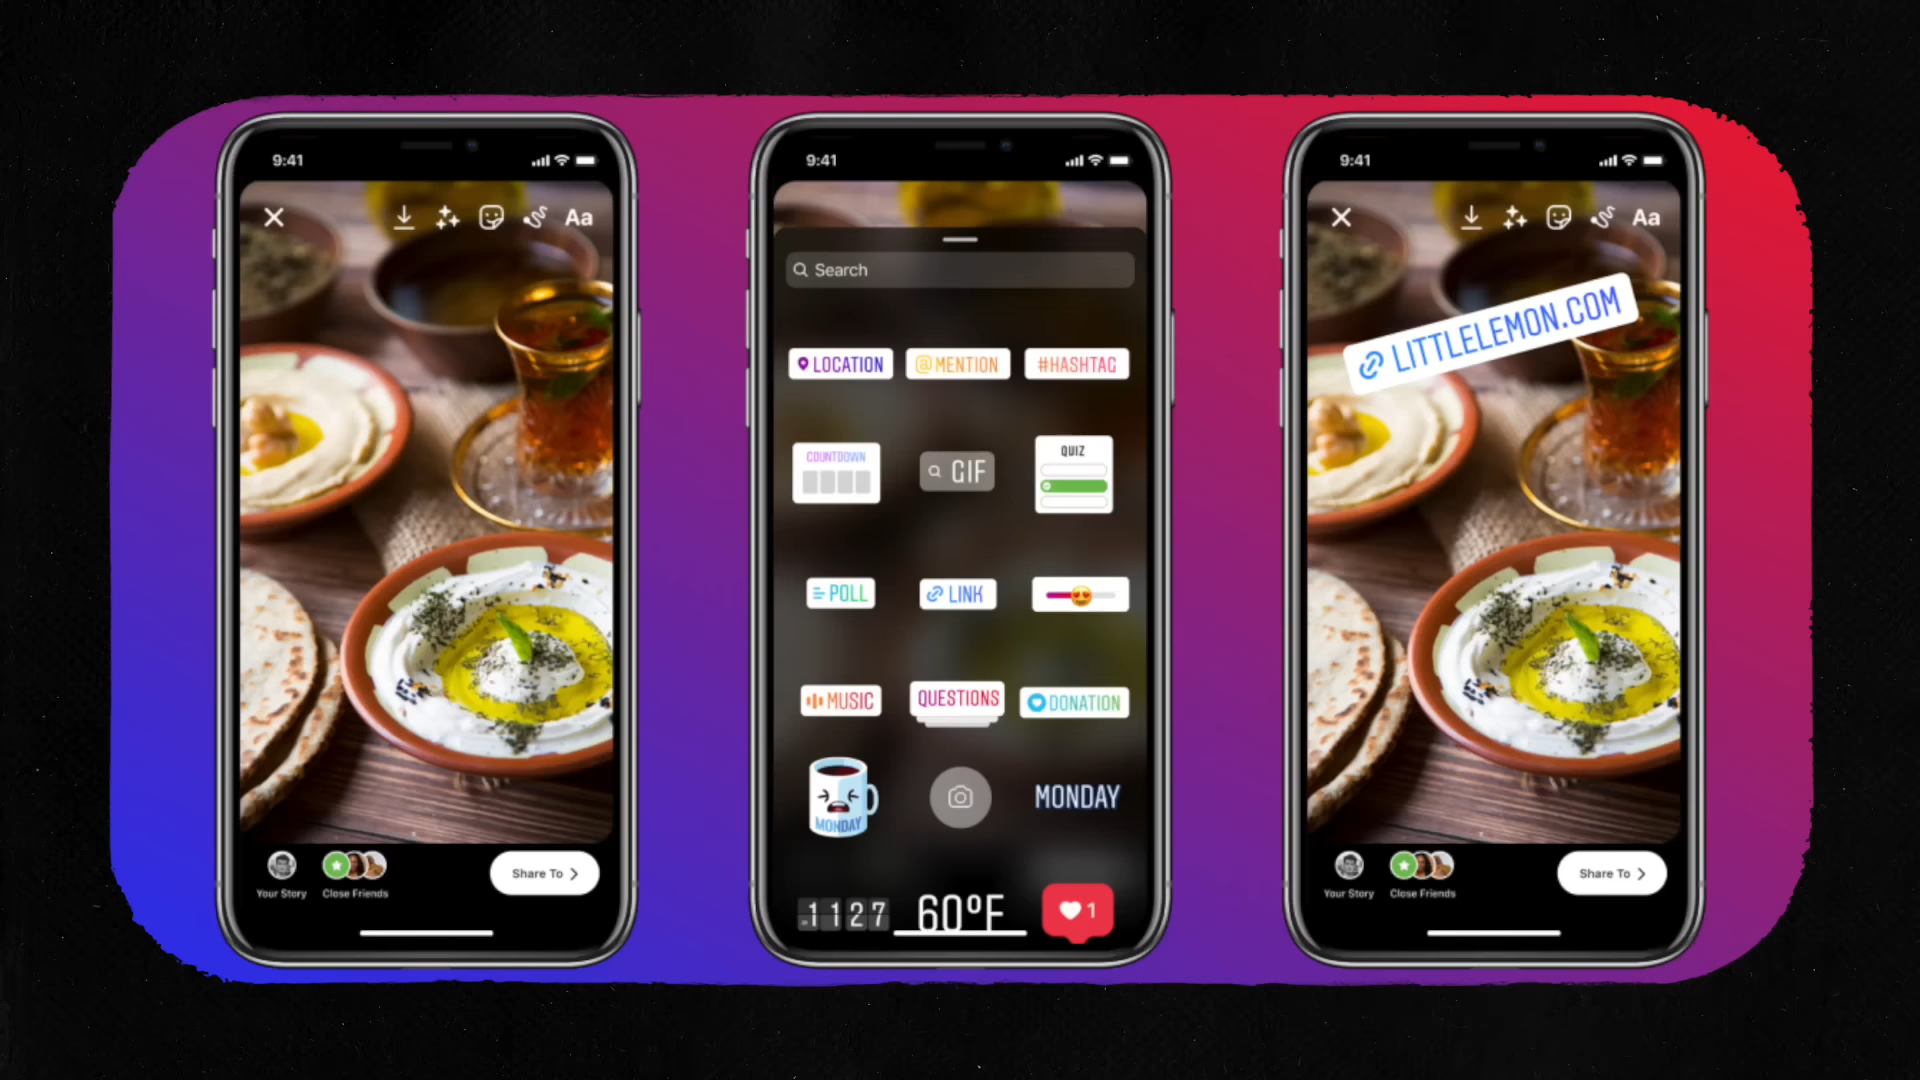 9:41
Aa
Your Story
Close Friends
Share To
9:41
Search
LOCATION
@MENTION
#HASHTAG
COUNTDOWN
GIF
QUIZ
POLL
LINK
MUSIC
QUESTIONS
DONATION
MONDAY
MONDAY
11 27
60°F
1
9:41
Aa
LITTLELEMON.COM
Your Story
Close Friends
Share To